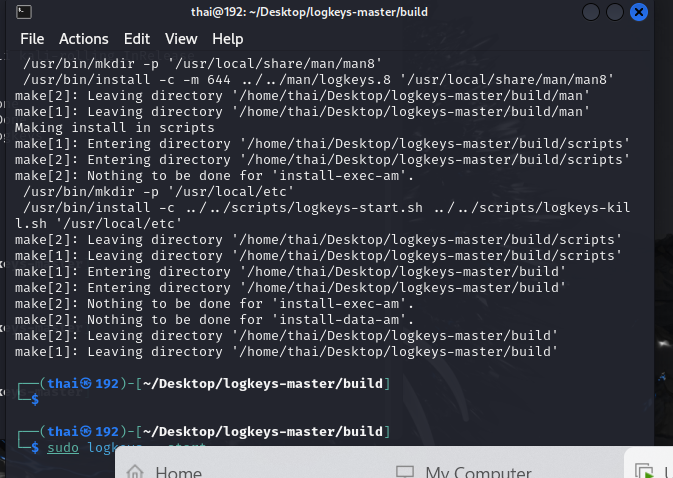 thai@192: ~/Desktop/logkeys-master/build
File Actions Edit View Help
/usr/bin/mkdir -p '/usr/local/share/man/man8'
/usr/bin/install -c -m 644 ../../man/logkeys.8 '/usr/local/share/man/man8'
make[2]: Leaving directory '/home/thai/Desktop/logkeys-master/build/man'
make[1]: Leaving directory '/home/thai/Desktop/logkeys-master/build/man'
Making install in scripts
make[1]: Entering directory '/home/thai/Desktop/logkeys-master/build/scripts'
make[2]: Entering directory '/home/thai/Desktop/logkeys-master/build/scripts'
make[2]: Nothing to be done for 'install-exec-am'.
/usr/bin/mkdir -p '/usr/local/etc'
/usr/bin/install -c ../../scripts/logkeys-start.sh ../../scripts/logkeys-kil
l.sh '/usr/local/etc'
make[2]: Leaving directory '/home/thai/Desktop/logkeys-master/build/scripts'
make[1]: Leaving directory '/home/thai/Desktop/logkeys-master/build/scripts'
make[1]: Entering directory '/home/thai/Desktop/logkeys-master/build'
make[2]: Entering directory '/home/thai/Desktop/logkeys-master/build'
make[2]: Nothing to be done for 'install-exec-am'.
make[2]: Nothing to be done for 'install-data-am'.
make[2]: Leaving directory '/home/thai/Desktop/logkeys-master/build'
make[1]: Leaving directory '/home/thai/Desktop/logkeys-master/build'
┌──(thai㉿192)-[~/Desktop/logkeys-master/build]
└─$
┌──(thai㉿192)-[~/Desktop/logkeys-master/build]
└─$ sudo
Home My Computer